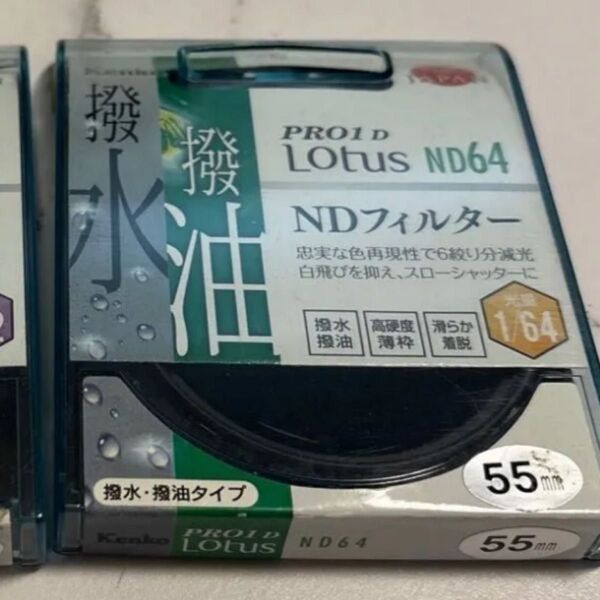 Kenko
JAPAN
撥水
撥油
PRO1 D
Lotus ND64
NDフィルター
忠実な色再現性で6絞り分減光
白飛びを抑え、スローシャッターに
撥水
撥油
高硬度
薄枠
滑らか
着脱
光量
1/64
撥水・撥油タイプ
55mm
Kenko PRO1 D Lotus ND64 55mm